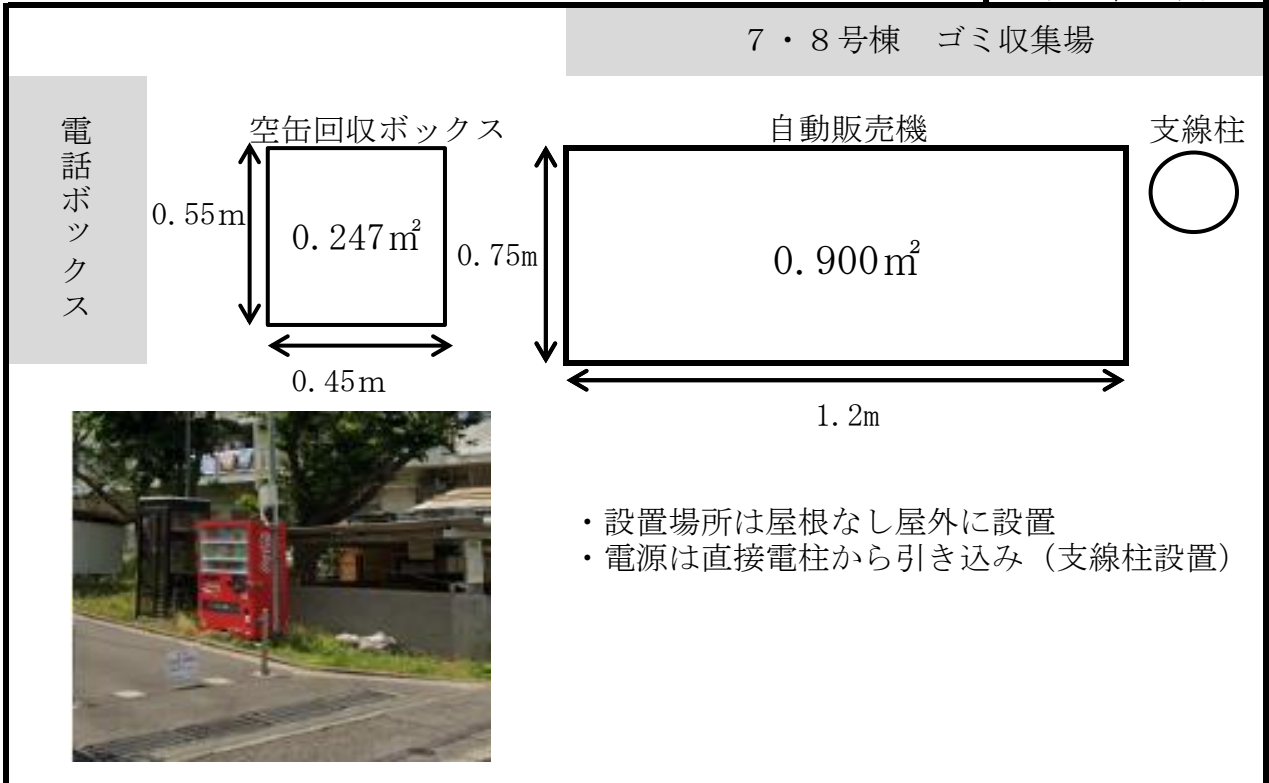 7・8号棟　ゴミ収集場
電話ボックス
空缶回収ボックス
自動販売機
支線柱
0.55m
0.247㎡
0.75m
0.900㎡
0.45m
1.2m
・設置場所は屋根なし屋外に設置
・電源は直接電柱から引き込み（支線柱設置）